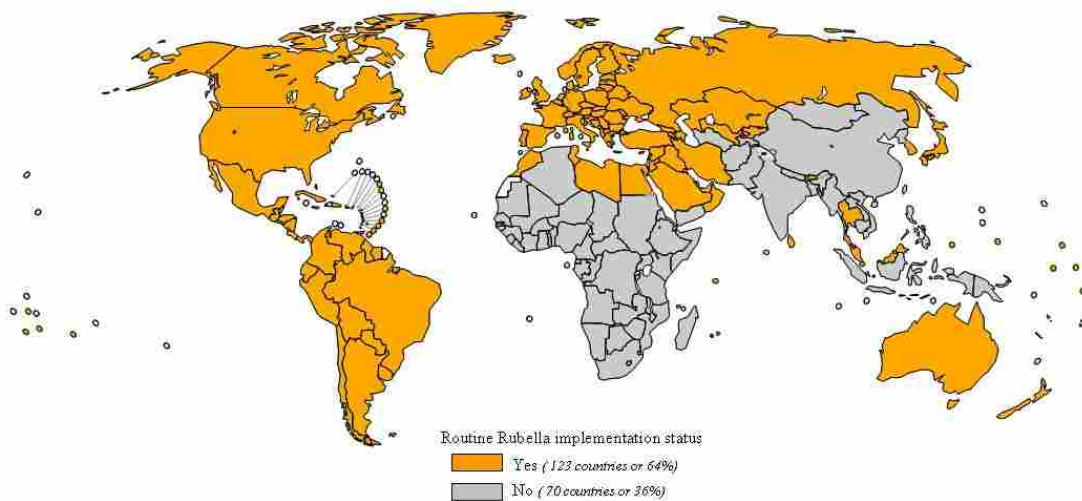 Routine Rubella implementation status
Yes ( 123 countries or 64%)
No ( 70 countries or 36%)